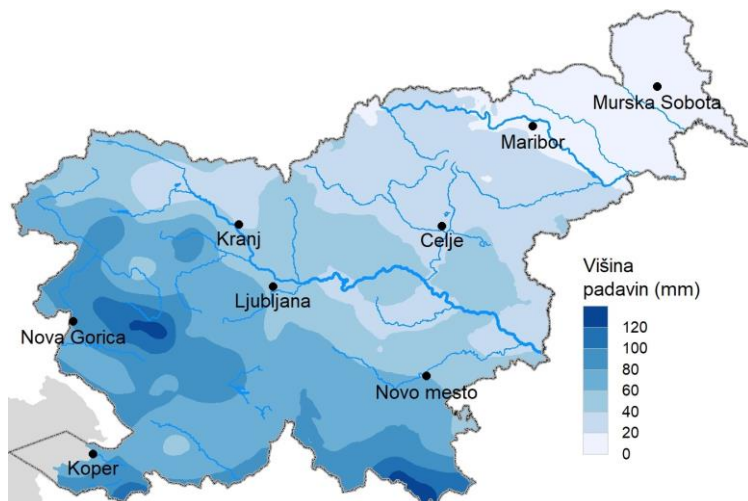 Murska Sobota
Maribor
Kranj
Celje
Ljubljana
Nova Gorica
Novo mesto
Koper
Višina
padavin (mm)
120
100
80
60
40
20
0